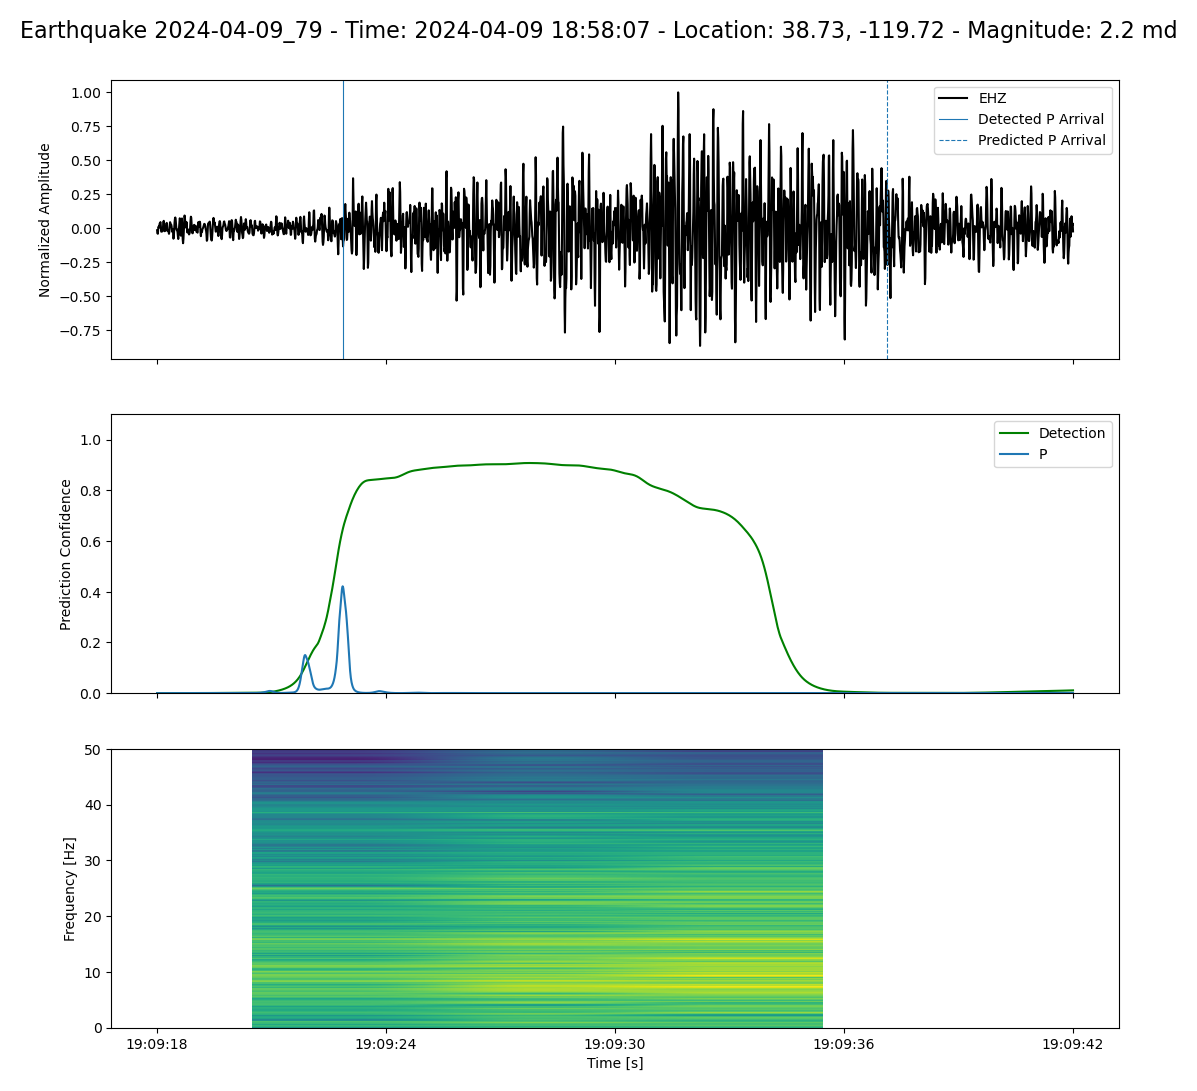 Earthquake 2024-04-09_79 - Time: 2024-04-09 18:58:07 - Location: 38.73, -119.72 - Magnitude: 2.2 md
1.00
0.75
0.50
0.25
0.00
−0.25
−0.50
−0.75
Normalized Amplitude
EHZ
Detected P Arrival
Predicted P Arrival
1.0
0.8
0.6
0.4
0.2
0.0
Prediction Confidence
Detection
P
50
40
30
20
10
0
Frequency [Hz]
19:09:18
19:09:24
19:09:30
19:09:36
19:09:42
Time [s]